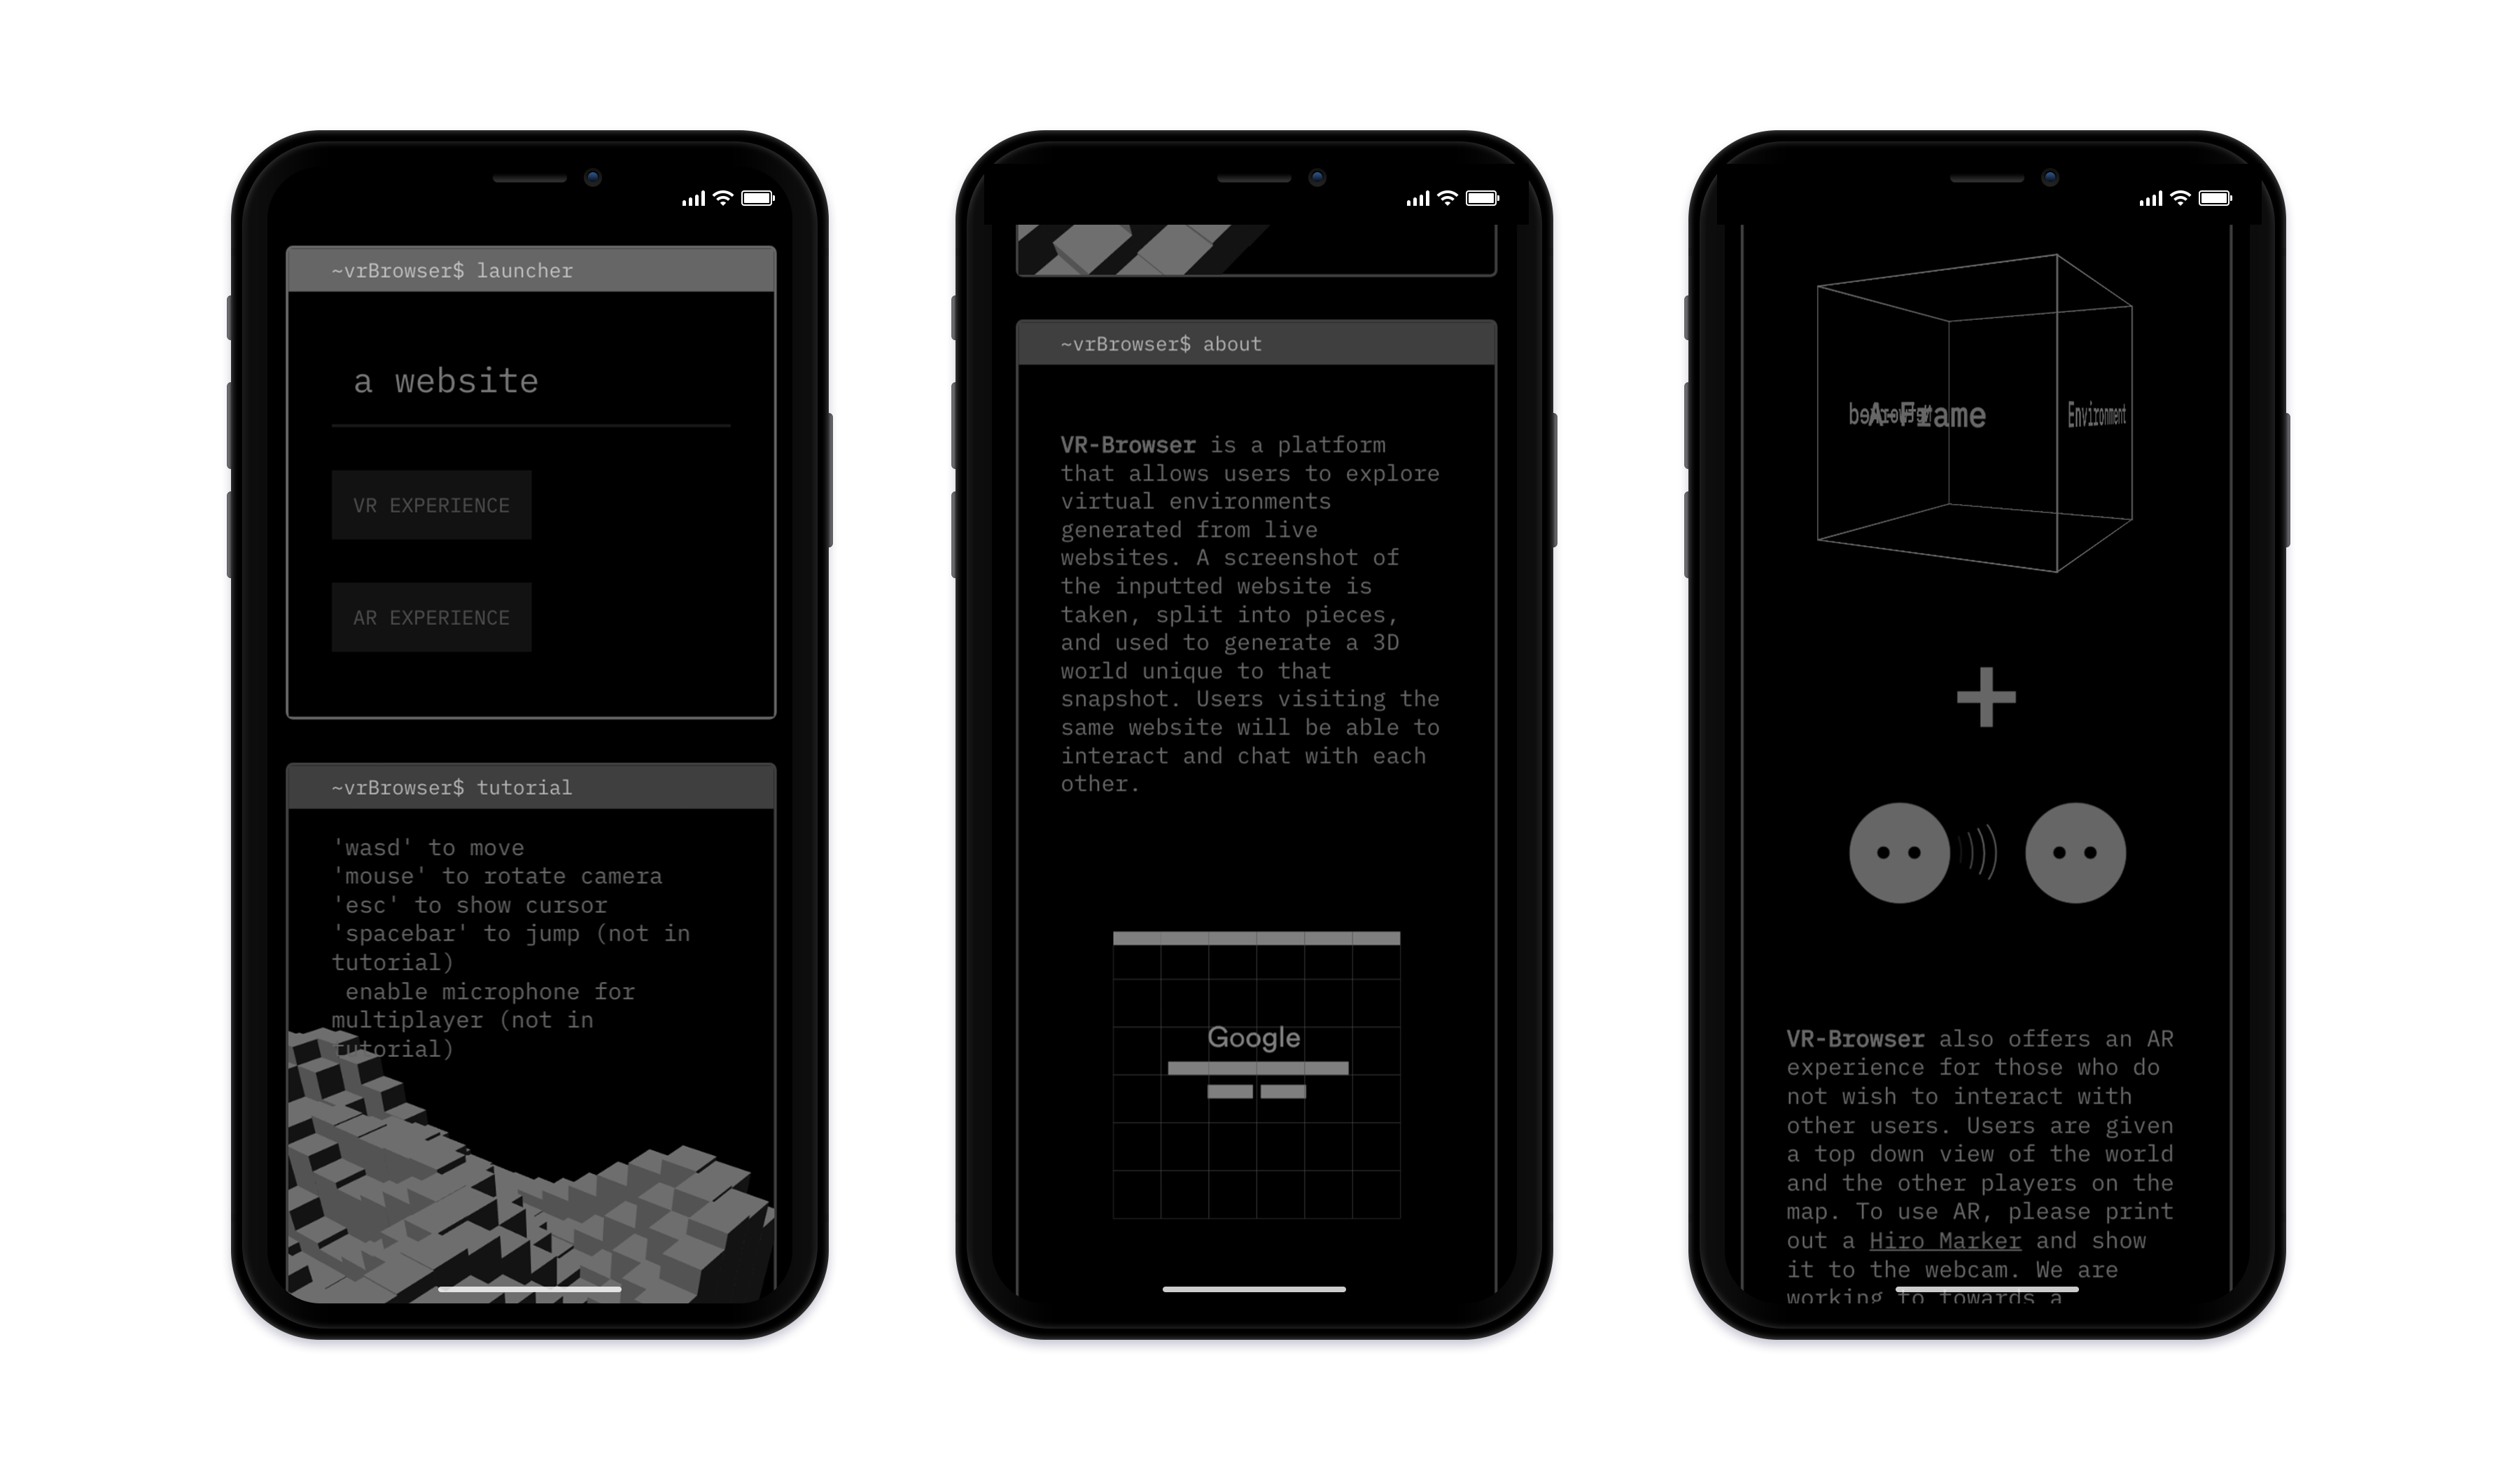 ~vrBrowser$ launcher
a website
VR EXPERIENCE
AR EXPERIENCE
~vrBrowser$ tutorial
'wasd' to move
'mouse' to rotate camera
'esc' to show cursor
'spacebar' to jump (not in
tutorial)
enable microphone for
multiplayer (not in
tutorial)
~vrBrowser$ about
VR-Browser is a platform
that allows users to explore
virtual environments
generated from live
websites. A screenshot of
the inputted website is
taken, split into pieces,
and used to generate a 3D
world unique to that
snapshot. Users visiting the
same website will be able to
interact and chat with each
other.
Google
A-Frame
Environment
VR-Browser also offers an AR
experience for those who do
not wish to interact with
other users. Users are given
a top down view of the world
and the other players on the
map. To use AR, please print
out a Hiro Marker and show
it to the webcam. We are
working to towards a